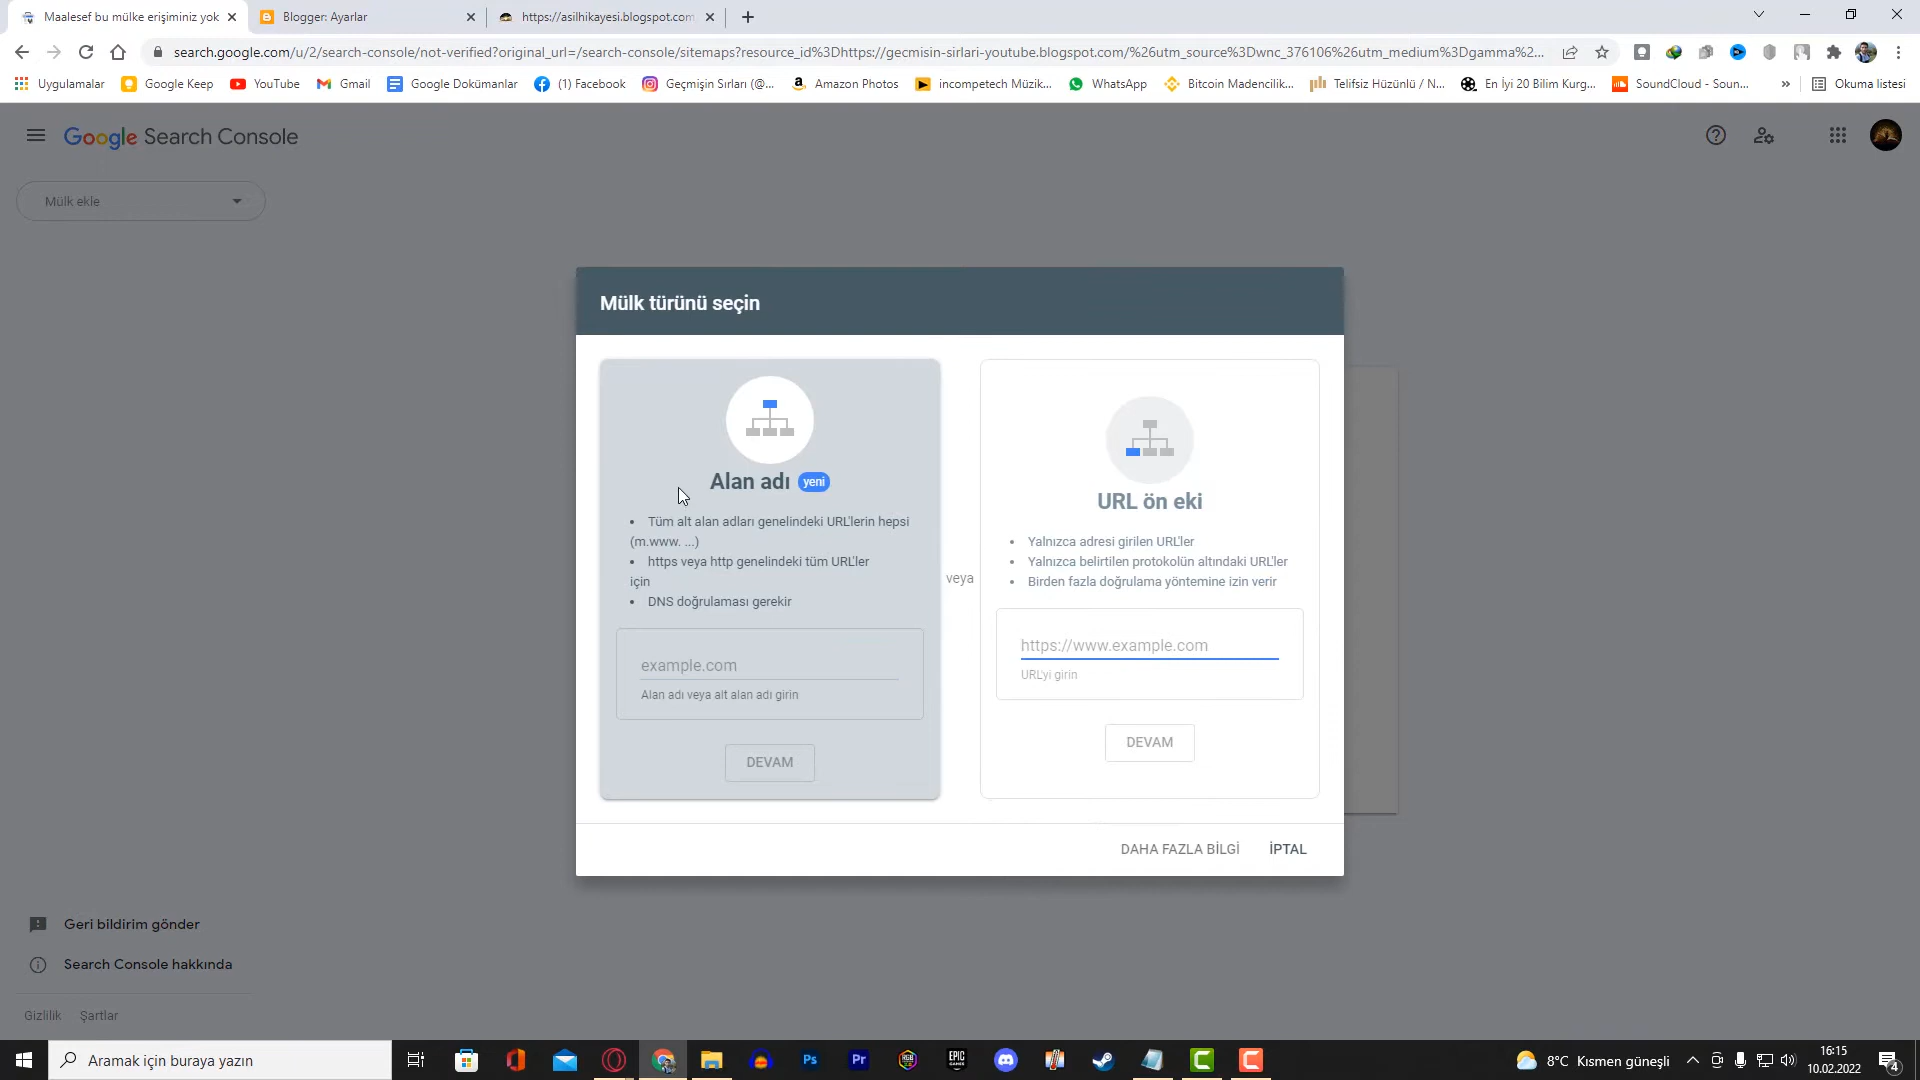 Maalesef bu mülke erişiminiz yok
Blogger: Ayarlar
https://asilhikayesi.blogspot.com
search.google.com/u/2/search-console/not-verified?original_url=/search-console/sitemaps?resource_id%3Dhttps://gecmisin-sirlari-youtube.blogspot.com/%26utm_source%3Dwnc_376106%26utm_medium%3Dgamma%2...
Uygulamalar
Google Keep
YouTube
Gmail
Google Dokümanlar
(1) Facebook
Geçmişin Sırları (@...
Amazon Photos
incompetech Müzik...
WhatsApp
Bitcoin Madencilik...
Telifsiz Hüzünlü / N...
En İyi 20 Bilim Kurg...
SoundCloud - Soun...
»
Okuma listesi
Google Search Console
Mülk ekle
Mülk türünü seçin
Alan adı yeni
• Tüm alt alan adları genelindeki URL'lerin hepsi
(m.www. ...)
• https veya http genelindeki tüm URL'ler
için
• DNS doğrulaması gerekir
example.com
Alan adı veya alt alan adı girin
DEVAM
veya
URL ön eki
• Yalnızca adresi girilen URL'ler
• Yalnızca belirtilen protokolün altındaki URL'ler
• Birden fazla doğrulama yöntemine izin verir
https://www.example.com
URL'yi girin
DEVAM
DAHA FAZLA BİLGİ
İPTAL
Geri bildirim gönder
Search Console hakkında
Gizlilik
Şartlar
Aramak için buraya yazın
Ps
Pr
EPIC
GAMES
8°C Kısmen güneşli
16:15
10.02.2022
4